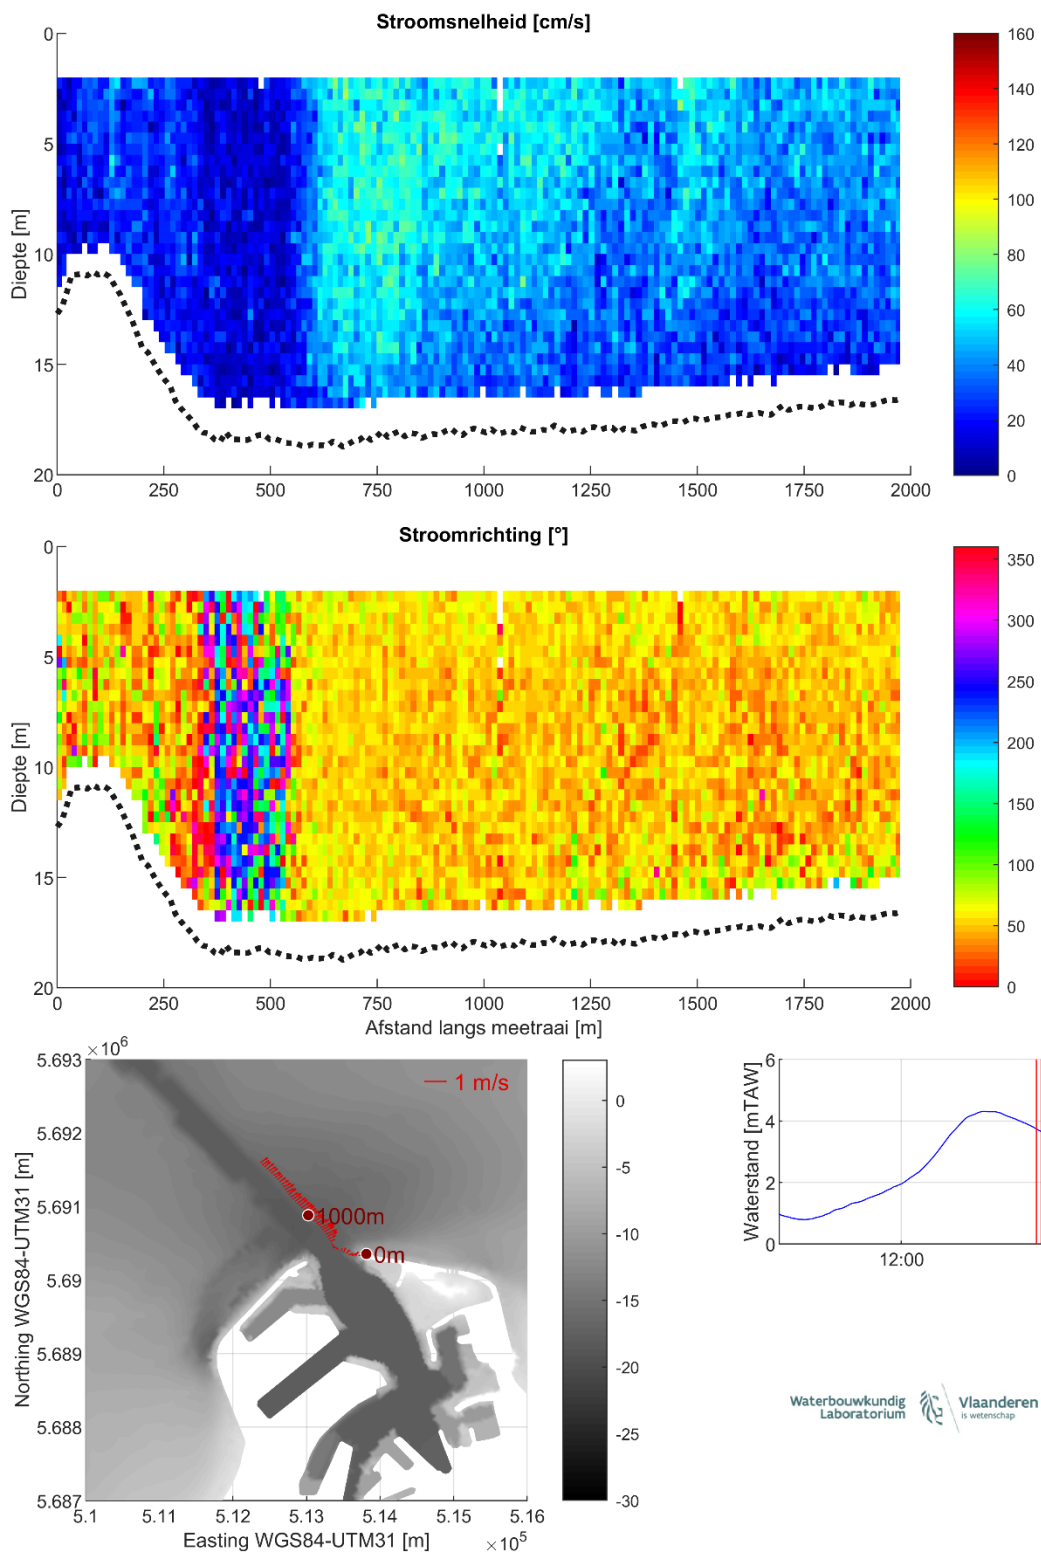 Stroomsnelheid [cm/s]
0
5
10
15
20
Diepte [m]
0 250 500 750 1000 1250 1500 1750 2000
160
140
120
100
80
60
40
20
0
Stroomrichting [°]
0
5
10
15
20
Diepte [m]
0 250 500 750 1000 1250 1500 1750 2000
Afstand langs meetraai [m]
350
300
250
200
150
100
50
0
×10⁶
5.693
5.692
5.691
5.69
5.689
5.688
5.687
Northing WGS84-UTM31 [m]
1 m/s
1000m
0m
5.1 5.11 5.12 5.13 5.14 5.15 5.16
Easting WGS84-UTM31 [m]
×10⁵
0
-5
-10
-15
-20
-25
-30
Waterstand [mTAW]
6
4
2
0
12:00
Waterbouwkundig
Laboratorium
Vlaanderen
is wetenschap